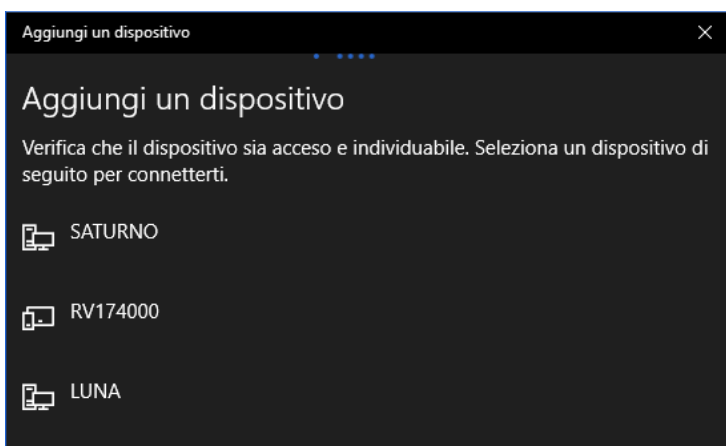 Aggiungi un dispositivo
Aggiungi un dispositivo
Verifica che il dispositivo sia acceso e individuabile. Seleziona un dispositivo di
seguito per connetterti.
SATURNO
RV174000
LUNA